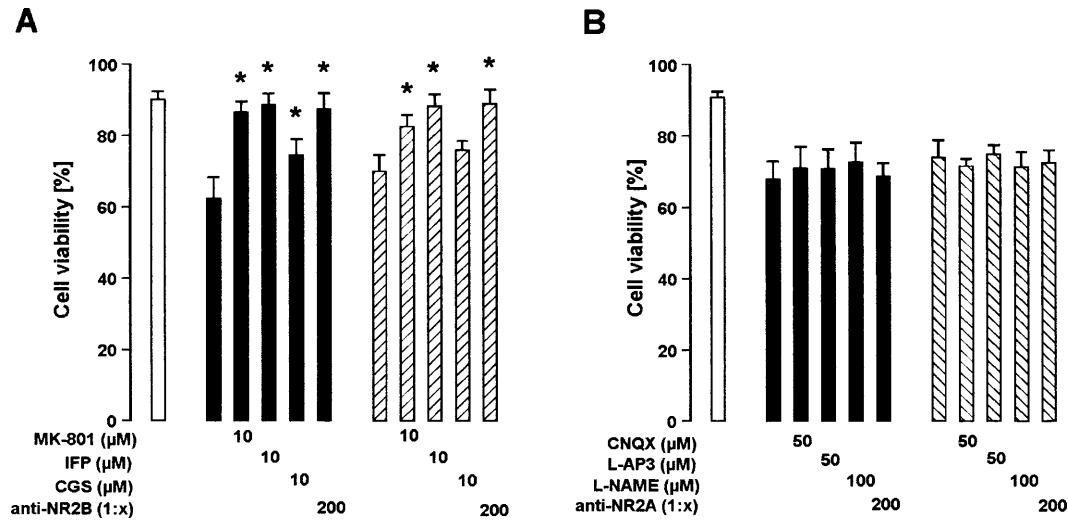 A
B
Cell viability [%]
100
80
60
40
20
0
* * * *
* * *
MK-801 (µM) 10 10
IFP (µM) 10 10
CGS (µM) 10 10
anti-NR2B (1:x) 200 200
Cell viability [%]
100
80
60
40
20
0
CNQX (µM) 50 50
L-AP3 (µM) 50 50
L-NAME (µM) 100 100
anti-NR2A (1:x) 200 200